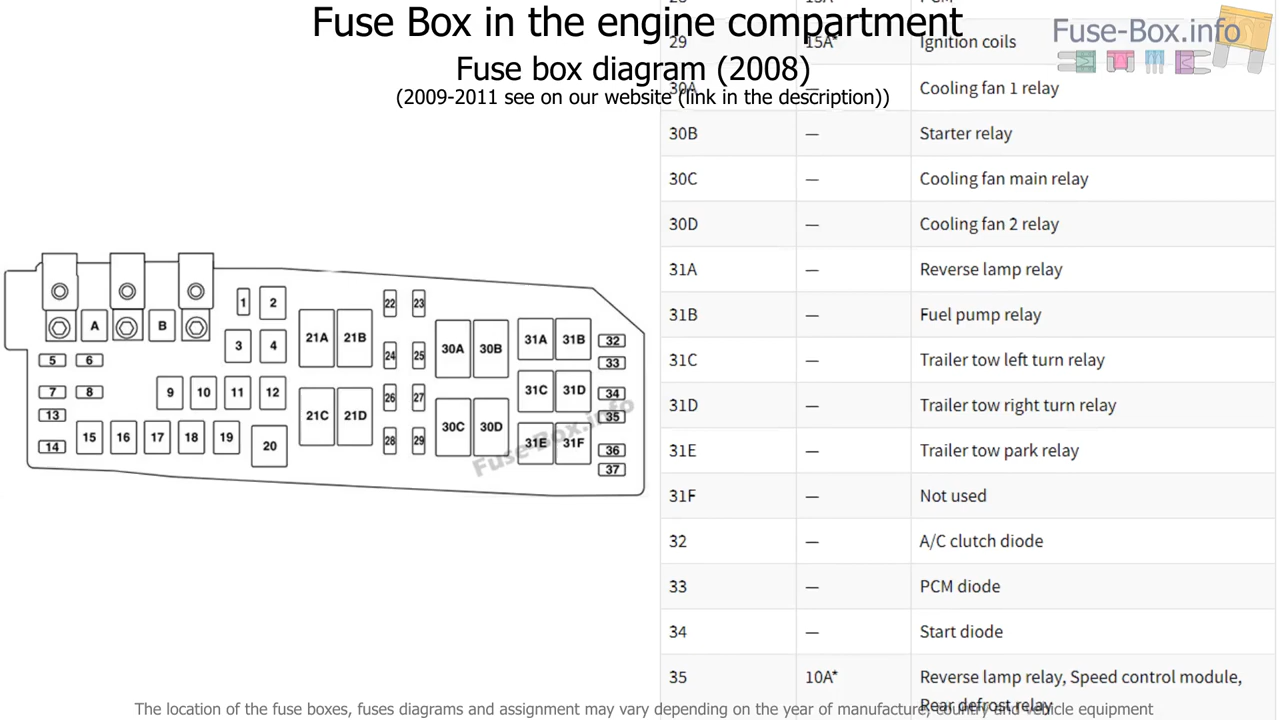 Fuse Box in the engine compartment
Fuse box diagram (2008)
(2009-2011 see on our website (link in the description))
Fuse-Box.info
29 15A* Ignition coils
30A — Cooling fan 1 relay
30B — Starter relay
30C — Cooling fan main relay
30D — Cooling fan 2 relay
31A — Reverse lamp relay
31B — Fuel pump relay
31C — Trailer tow left turn relay
31D — Trailer tow right turn relay
31E — Trailer tow park relay
31F — Not used
32 — A/C clutch diode
33 — PCM diode
34 — Start diode
35 10A* Reverse lamp relay, Speed control module,
Rear defrost relay
A B 1 2
3 4
5 6
7 8 9 10 11 12
13
14 15 16 17 18 19 20
21A 21B
21C 21D
22 23
24 25
26 27
28 29
30A 30B
30C 30D
31A 31B
31C 31D
31E 31F
32
33
34
35
36
37
Fuse-Box.info
The location of the fuse boxes, fuses diagrams and assignment may vary depending on the year of manufacture, country and vehicle equipment